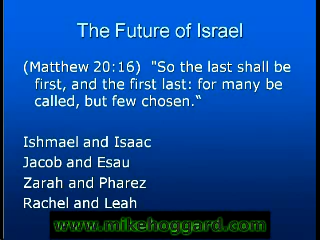 The Future of Israel
(Matthew 20:16)  "So the last shall be
first, and the first last: for many be
called, but few chosen.“
Ishmael and Isaac
Jacob and Esau
Zarah and Pharez
Rachel and Leah
www.mikehoggard.com